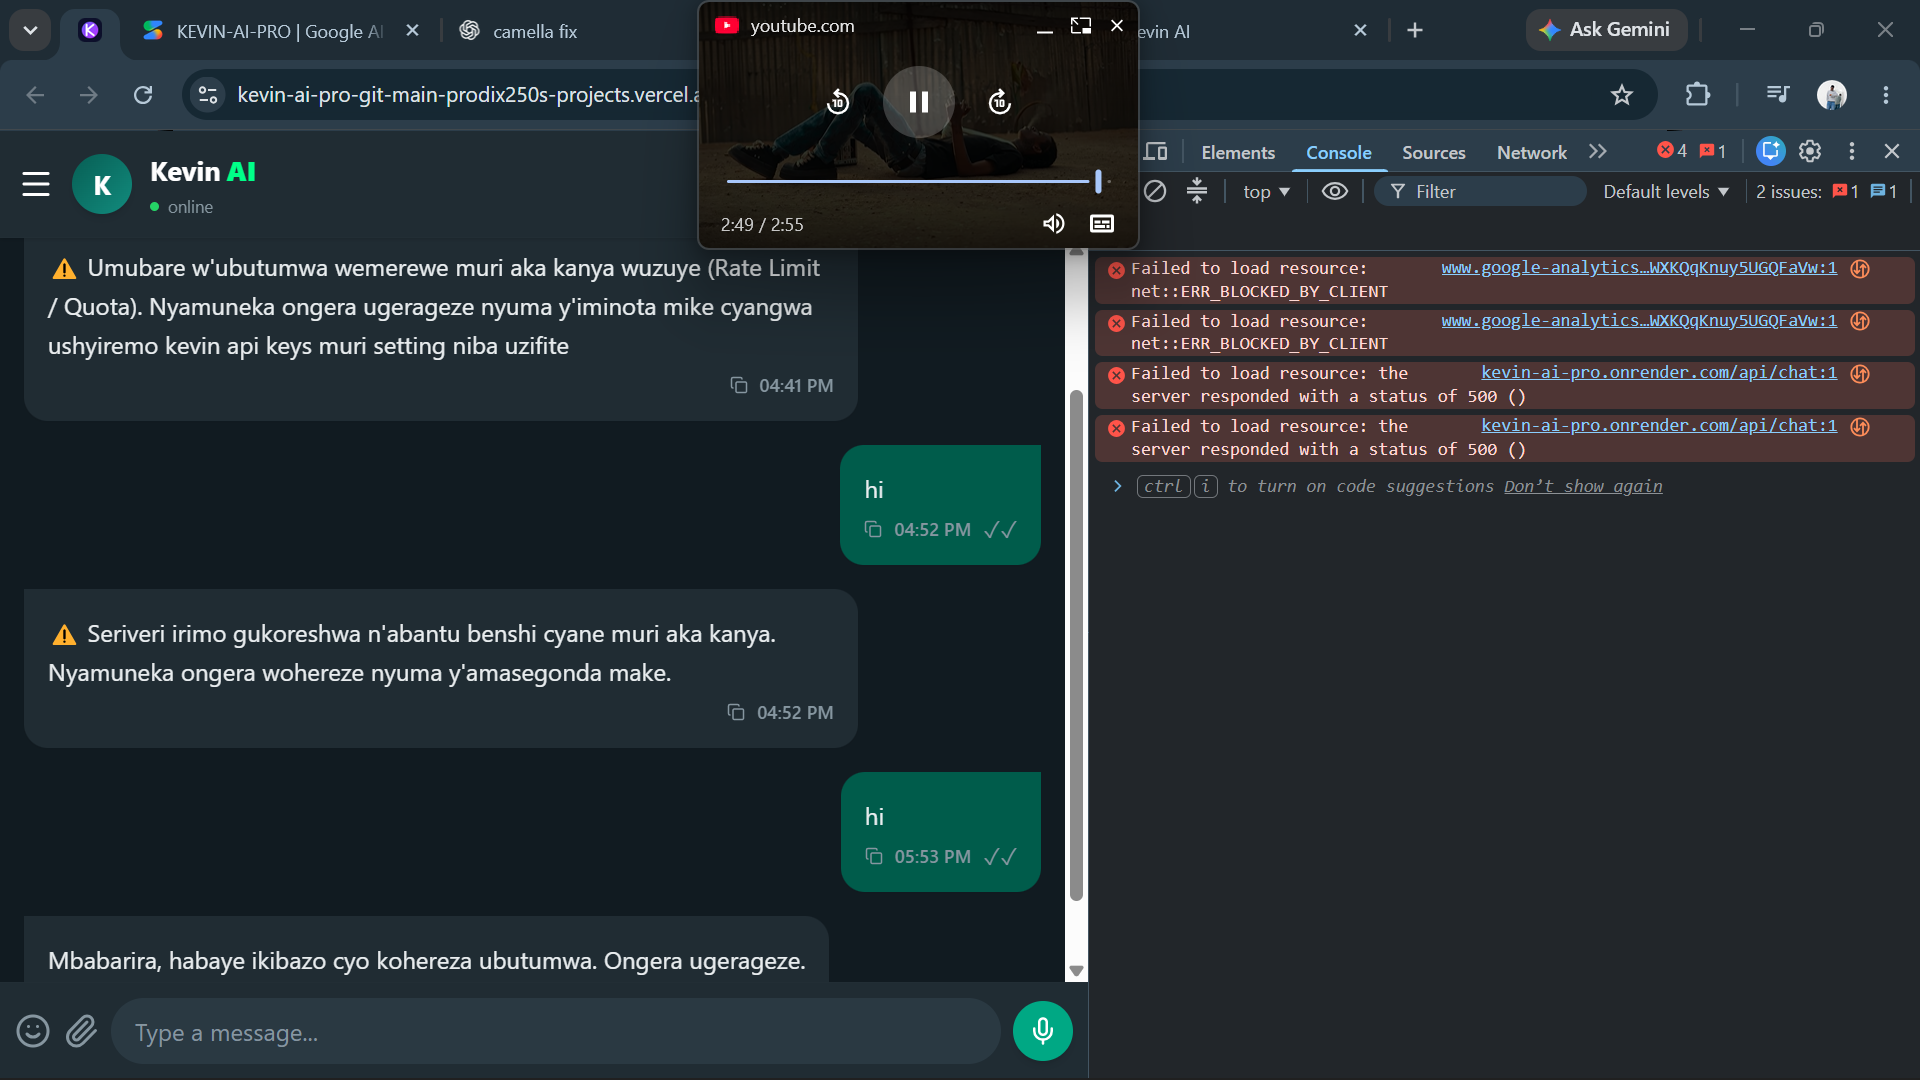 KEVIN-AI-PRO | Google AI
camella fix
youtube.com
evin AI
Ask Gemini
kevin-ai-pro-git-main-prodix250s-projects.vercel.a
10
10
2:49 / 2:55
K
Kevin AI
online
Elements
Console
Sources
Network
4
1
top
Filter
Default levels
2 issues:
1
1
⚠ Umubare w'ubutumwa wemerewe muri aka kanya wuzuye (Rate Limit
/ Quota). Nyamuneka ongera ugerageze nyuma y'iminota mike cyangwa
ushyiremo kevin api keys muri setting niba uzifite
04:41 PM
hi
04:52 PM
⚠ Seriveri irimo gukoreshwa n'abantu benshi cyane muri aka kanya.
Nyamuneka ongera wohereze nyuma y'amasegonda make.
04:52 PM
hi
05:53 PM
Mbabarira, habaye ikibazo cyo kohereza ubutumwa. Ongera ugerageze.
Type a message...
Failed to load resource: www.google-analytics…WXKQqKnuy5UGQFaVw:1
net::ERR_BLOCKED_BY_CLIENT
Failed to load resource: www.google-analytics…WXKQqKnuy5UGQFaVw:1
net::ERR_BLOCKED_BY_CLIENT
Failed to load resource: the kevin-ai-pro.onrender.com/api/chat:1
server responded with a status of 500 ()
Failed to load resource: the kevin-ai-pro.onrender.com/api/chat:1
server responded with a status of 500 ()
ctrl i to turn on code suggestions Don't show again